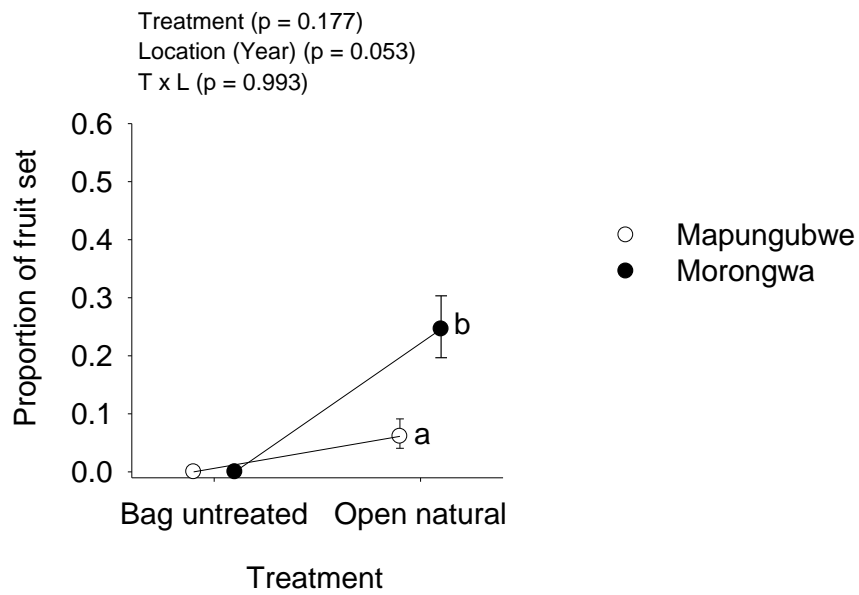 Treatment (p = 0.177)
Location (Year) (p = 0.053)
T x L (p = 0.993)
0.6
0.5
0.4
0.3
0.2
0.1
0.0
Proportion of fruit set
b
a
Mapungubwe
Morongwa
Bag untreated Open natural
Treatment